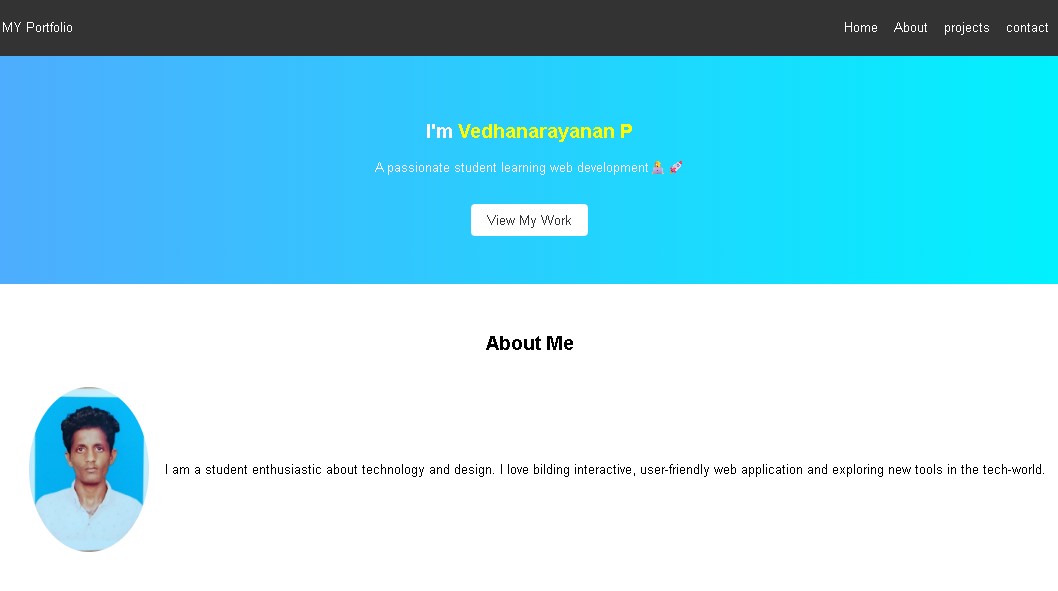 MY Portfolio Home About projects contact
I'm Vedhanarayanan P
A passionate student learning web development
View My Work
About Me
I am a student enthusiastic about technology and design. I love bilding interactive, user-friendly web application and exploring new tools in the tech-world.